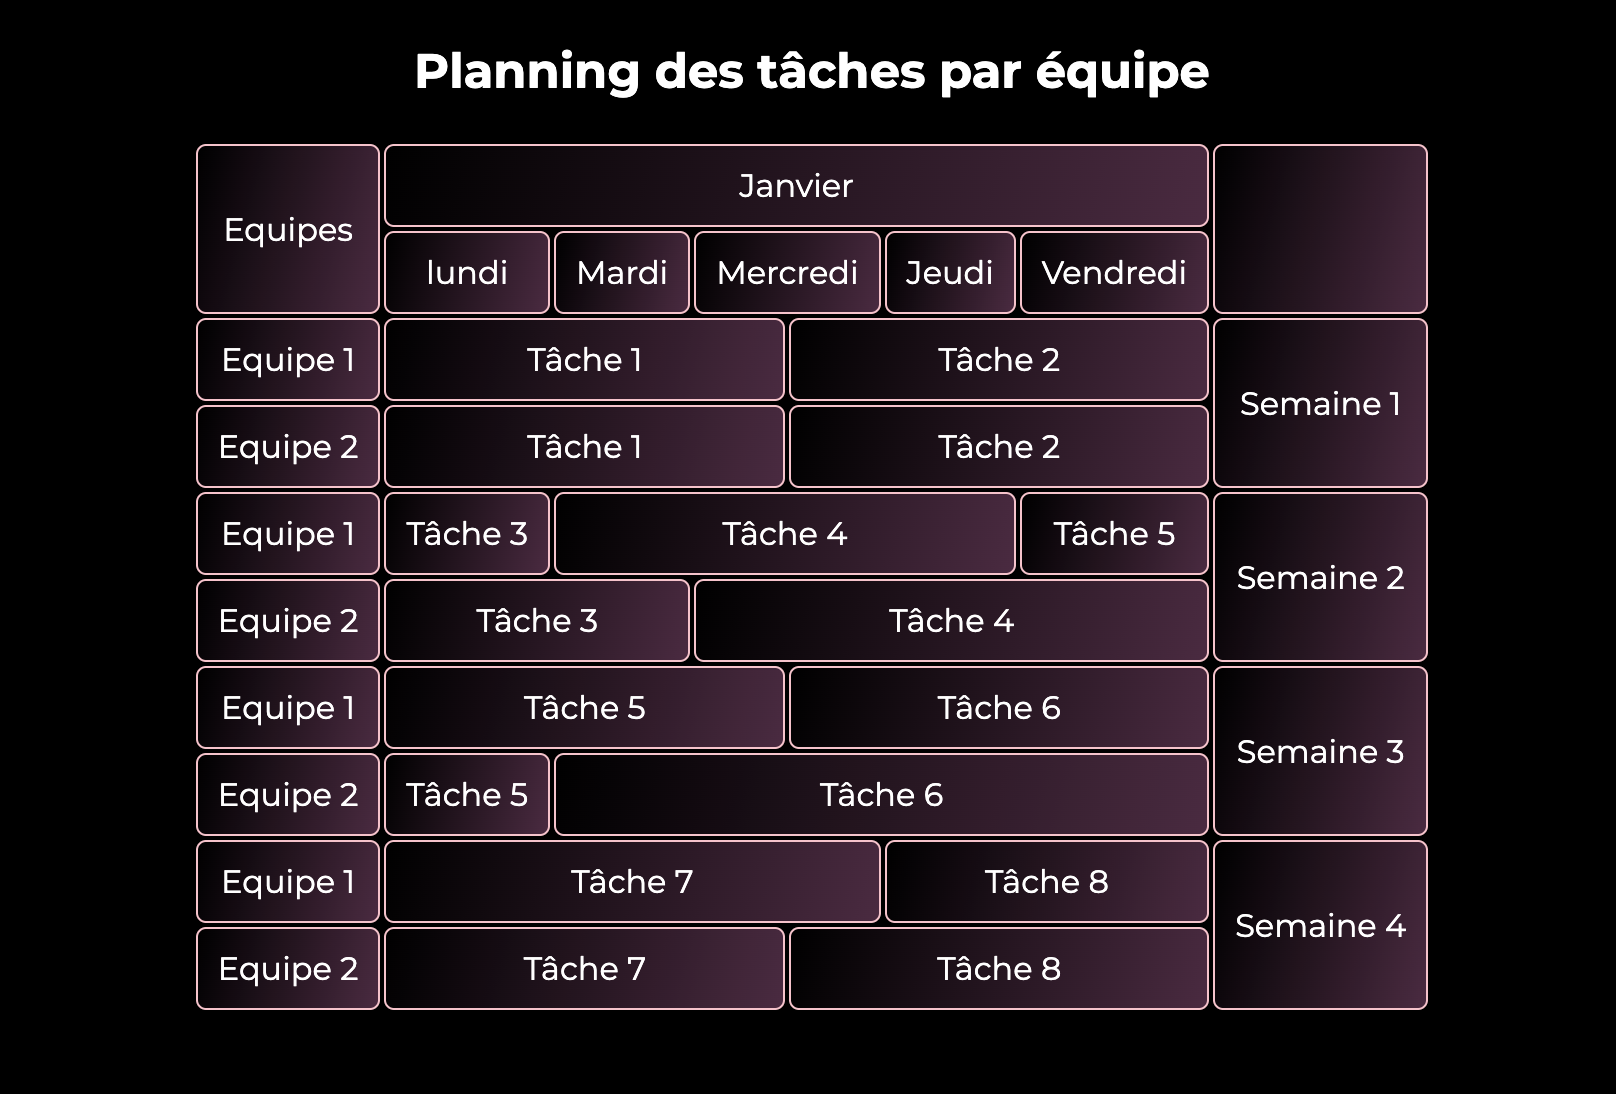 Planning des tâches par équipe
Equipes
Janvier
lundi Mardi Mercredi Jeudi Vendredi
Equipe 1 Tâche 1 Tâche 2
Semaine 1
Equipe 2 Tâche 1 Tâche 2
Equipe 1 Tâche 3 Tâche 4 Tâche 5
Semaine 2
Equipe 2 Tâche 3 Tâche 4
Equipe 1 Tâche 5 Tâche 6
Semaine 3
Equipe 2 Tâche 5 Tâche 6
Equipe 1 Tâche 7 Tâche 8
Semaine 4
Equipe 2 Tâche 7 Tâche 8